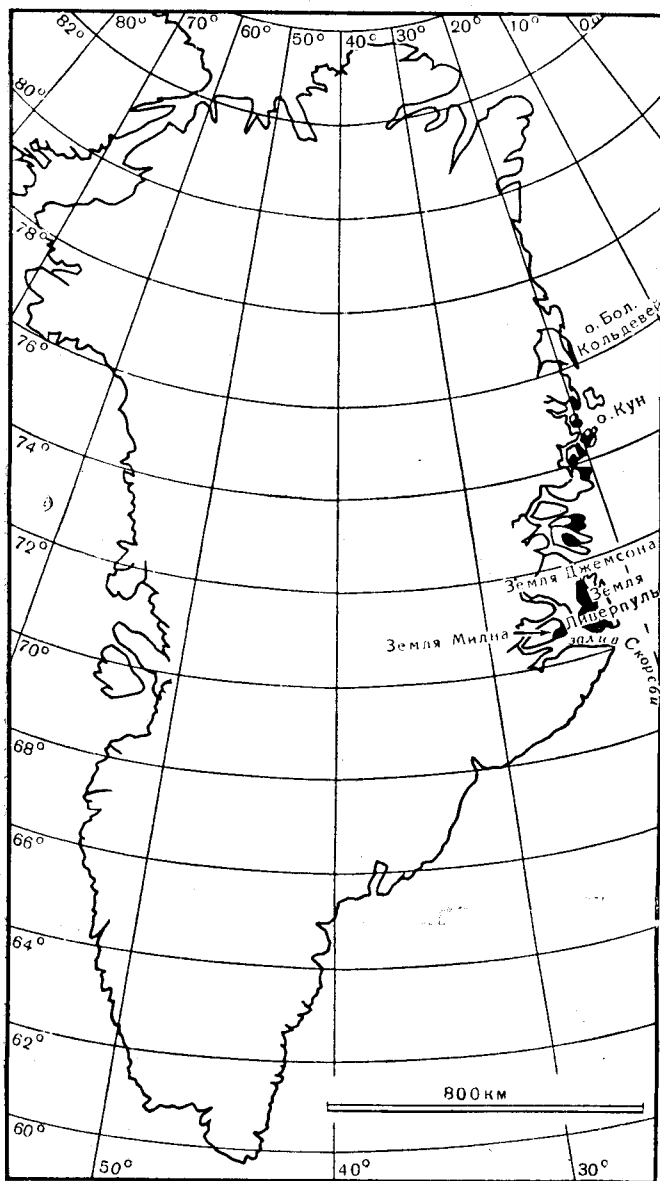 82° 80° 70° 60° 50° 40° 30° 20° 10° 0°
80°
78°
о. Бол.
Кольдевей
76°
о. Кун
74°
72°
Земля Джемсона
Земля
Ливерпуль
Земля Милна
залив
Скорсби
70°
68°
66°
64°
62°
800 км
60°
50° 40° 30°